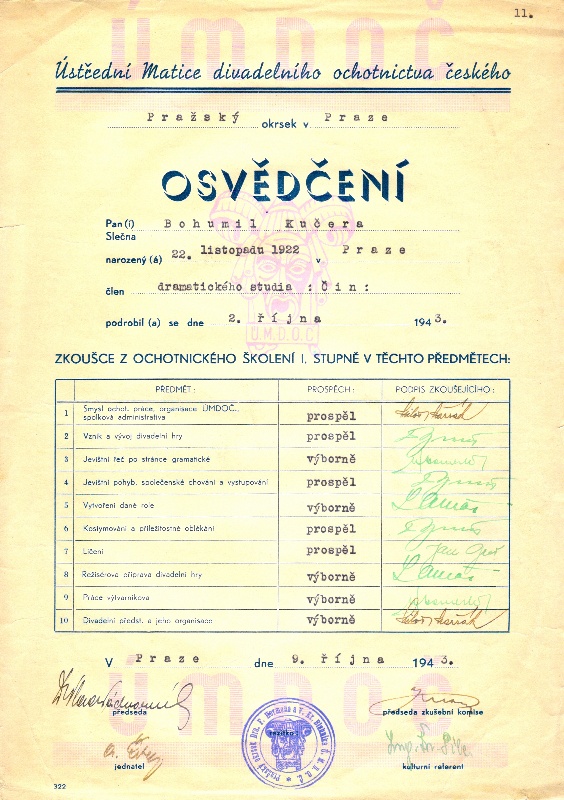 11.
ÚMDOČ
Ústřední Matice divadelního ochotnictva českého
Pražský okrsek v Praze
OSVĚDČENÍ
Pan (í) Bohumil Kučera
Slečna
narozený (á) 22. listopadu 1922 v Praze
člen dramatického studia :Čin:
podrobil (a) se dne 2. října 1943.
Ú.M.D.O.Č
ZKOUŠCE Z OCHOTNICKÉHO ŠKOLENÍ I. STUPNĚ V TĚCHTO PŘEDMĚTECH:
PŘEDMĚT: PROSPĚCH: PODPIS ZKOUŠEJÍCÍHO:
1 Smysl ochot. práce, organisace ÚMDOČ., spolková administrativa prospěl
2 Vznik a vývoj divadelní hry prospěl
3 Jevištní řeč po stránce gramatické výborně
4 Jevištní pohyb, společenské chování a vystupování prospěl
5 Vytvoření dané role výborně
6 Kostymování a příležitostné oblékání prospěl
7 Líčení prospěl
8 Režisérova příprava divadelní hry výborně
9 Práce výtvarníkova výborně
10 Divadelní předst. a jeho organisace výborně
V Praze dne 9. října 1943.
předseda
předseda zkušební komise
razítko
jednatel
kulturní referent
ÚMDOČ
322